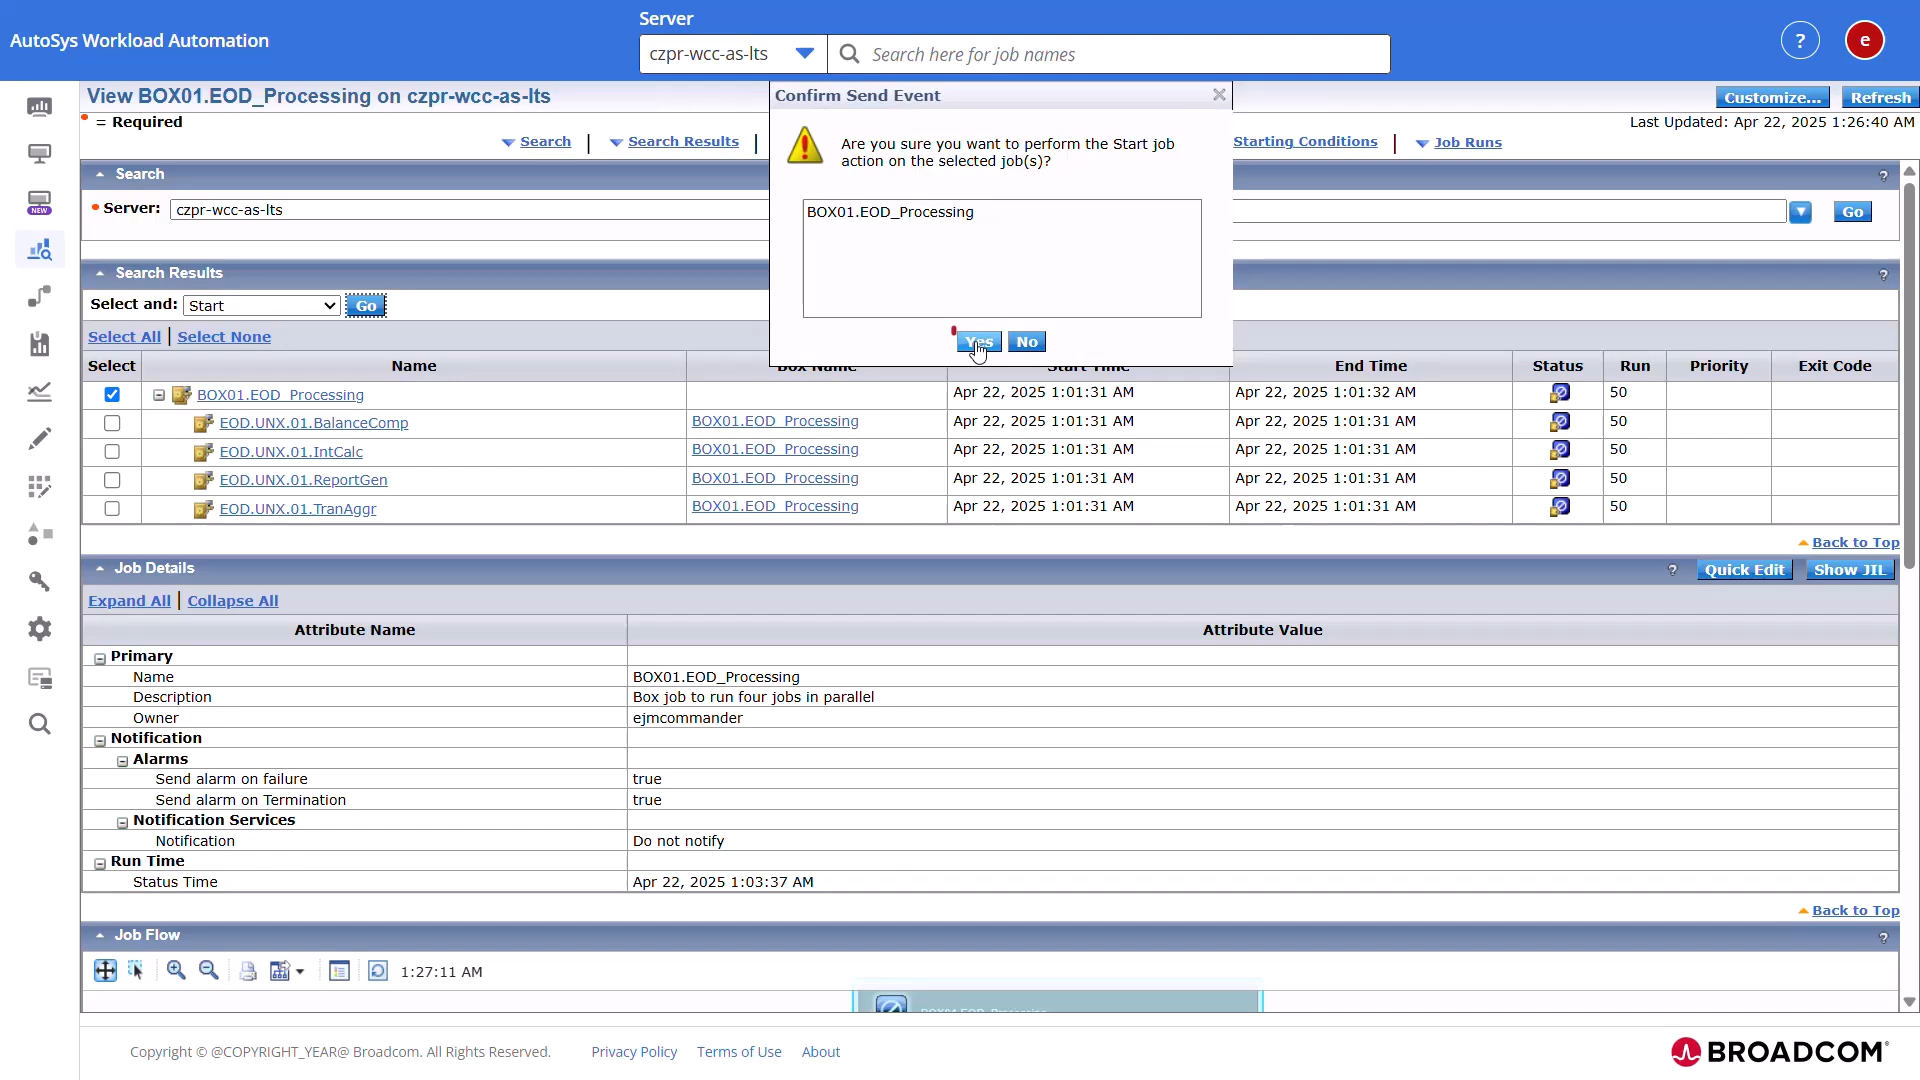 AutoSys Workload Automation
Server
czpr-wcc-as-lts
Search here for job names
?
e
View BOX01.EOD_Processing on czpr-wcc-as-lts
Customize...
Refresh
= Required
Last Updated: Apr 22, 2025 1:26:40 AM
Search
Search Results
Starting Conditions
Job Runs
Confirm Send Event
Are you sure you want to perform the Start job
action on the selected job(s)?
BOX01.EOD_Processing
Yes
No
NEW
Search
?
Server:
czpr-wcc-as-lts
Go
Search Results
?
Select and:
Start
Go
Select All
Select None
Select
Name
Box Name
Start Time
End Time
Status
Run
Priority
Exit Code
BOX01.EOD_Processing Apr 22, 2025 1:01:31 AM Apr 22, 2025 1:01:32 AM 50
EOD.UNX.01.BalanceComp BOX01.EOD_Processing Apr 22, 2025 1:01:31 AM Apr 22, 2025 1:01:31 AM 50
EOD.UNX.01.IntCalc BOX01.EOD_Processing Apr 22, 2025 1:01:31 AM Apr 22, 2025 1:01:31 AM 50
EOD.UNX.01.ReportGen BOX01.EOD_Processing Apr 22, 2025 1:01:31 AM Apr 22, 2025 1:01:31 AM 50
EOD.UNX.01.TranAggr BOX01.EOD_Processing Apr 22, 2025 1:01:31 AM Apr 22, 2025 1:01:31 AM 50
Back to Top
Job Details
?
Quick Edit
Show JIL
Expand All
Collapse All
Attribute Name
Attribute Value
Primary
Name BOX01.EOD_Processing
Description Box job to run four jobs in parallel
Owner ejmcommander
Notification
Alarms
Send alarm on failure true
Send alarm on Termination true
Notification Services
Notification Do not notify
Run Time
Status Time Apr 22, 2025 1:03:37 AM
Back to Top
Job Flow
?
1:27:11 AM
BOX01.EOD_Processing
Copyright © @COPYRIGHT_YEAR@ Broadcom. All Rights Reserved.
Privacy Policy
Terms of Use
About
BROADCOM®